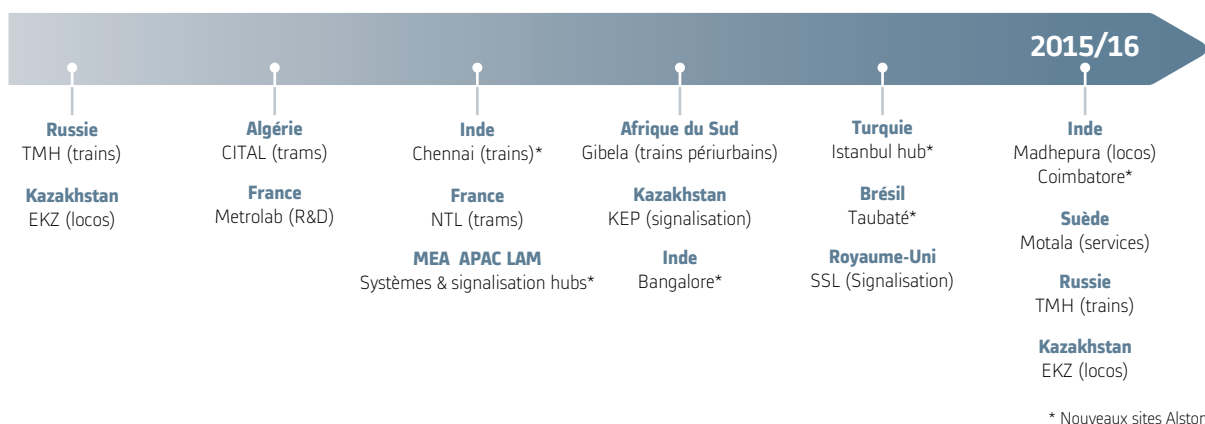 2015/16
Russie
TMH (trains)
Kazakhstan
EKZ (locos)
Algérie
CITAL (trams)
France
Metrolab (R&D)
Inde
Chennai (trains)*
France
NTL (trams)
MEA APAC LAM
Systèmes & signalisation hubs*
Afrique du Sud
Gibela (trains périurbains)
Kazakhstan
KEP (signalisation)
Inde
Bangalore*
Turquie
Istanbul hub*
Brésil
Taubaté*
Royaume-Uni
SSL (Signalisation)
Inde
Madhepura (locos)
Coimbatore*
Suède
Motala (services)
Russie
TMH (trains)
Kazakhstan
EKZ (locos)
* Nouveaux sites Alstor